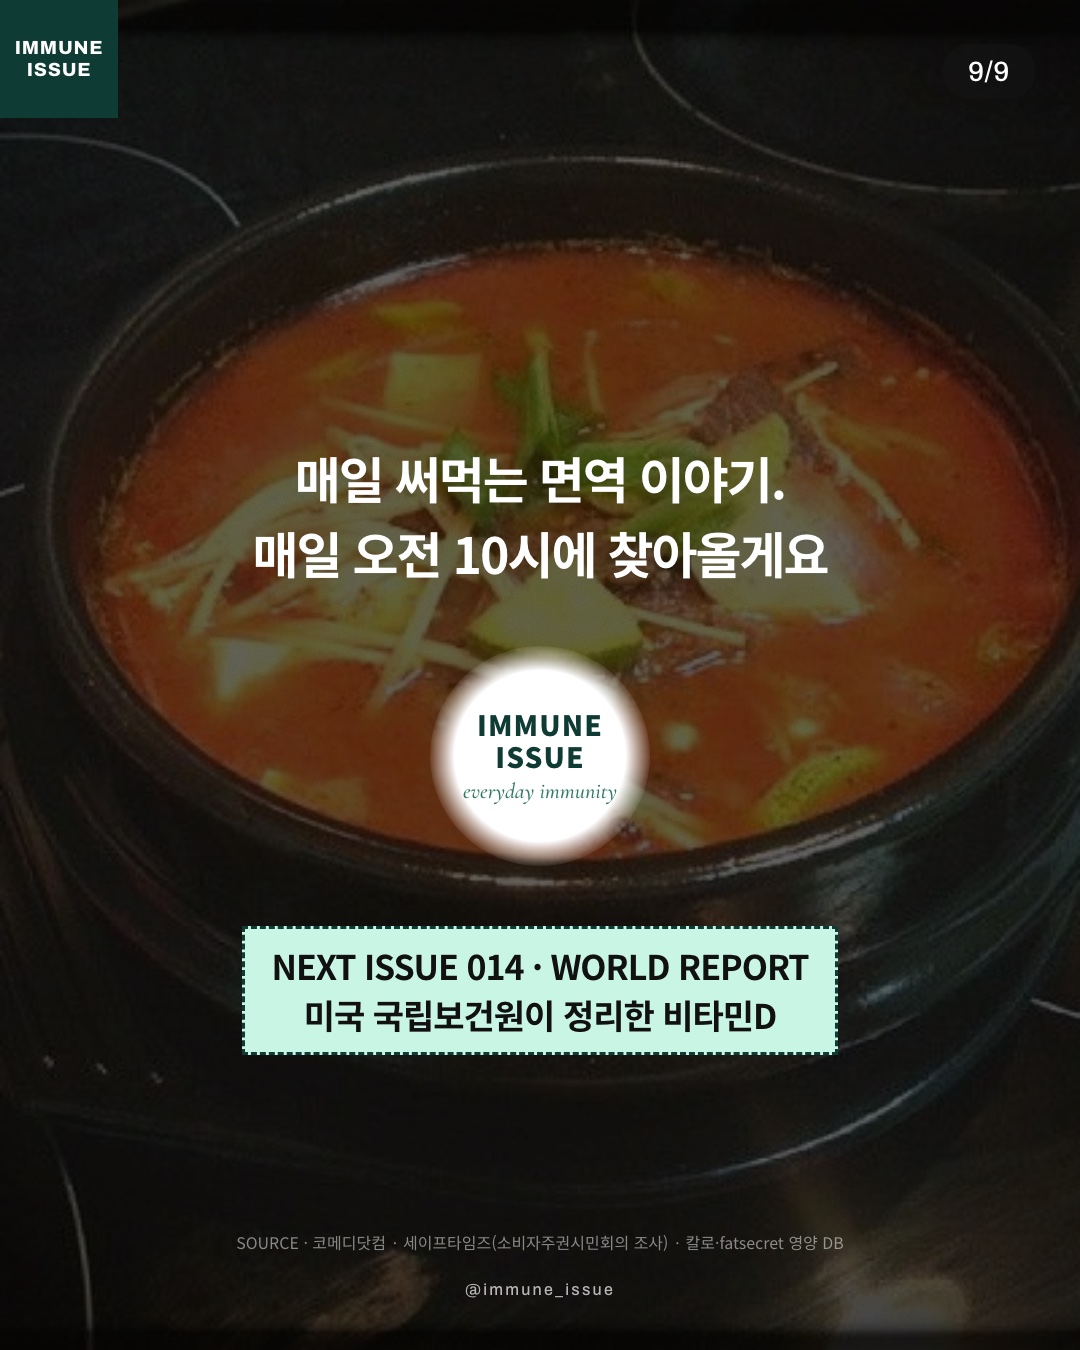 IMMUNE
ISSUE
9/9
매일 써먹는 면역 이야기.
매일 오전 10시에 찾아올게요
IMMUNE
ISSUE
everyday immunity
NEXT ISSUE 014 · WORLD REPORT
미국 국립보건원이 정리한 비타민D
SOURCE · 코메디닷컴 · 세이프타임즈(소비자주권시민회의 조사) · 칼로·fatsecret 영양 DB
@immune_issue